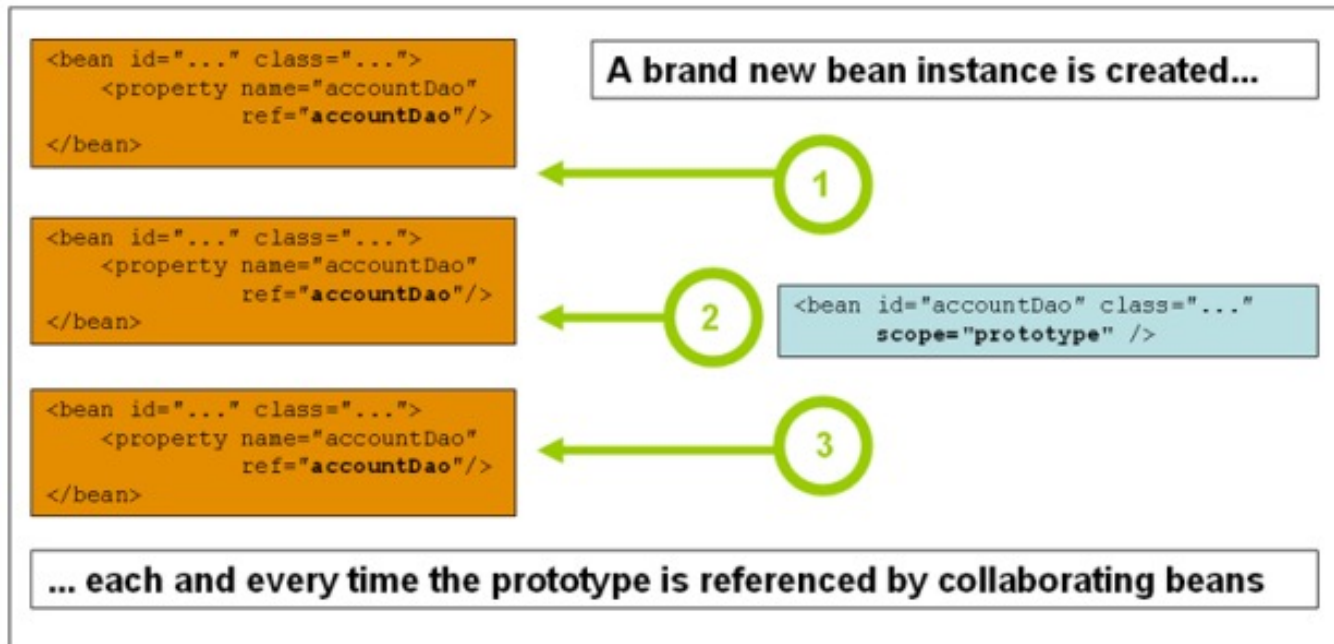 <bean id="..." class="...">
<property name="accountDao"
ref="accountDao"/>
</bean>
A brand new bean instance is created...
1
<bean id="..." class="...">
<property name="accountDao"
ref="accountDao"/>
</bean>
2
<bean id="accountDao" class="..."
scope="prototype" />
<bean id="..." class="...">
<property name="accountDao"
ref="accountDao"/>
</bean>
3
... each and every time the prototype is referenced by collaborating beans